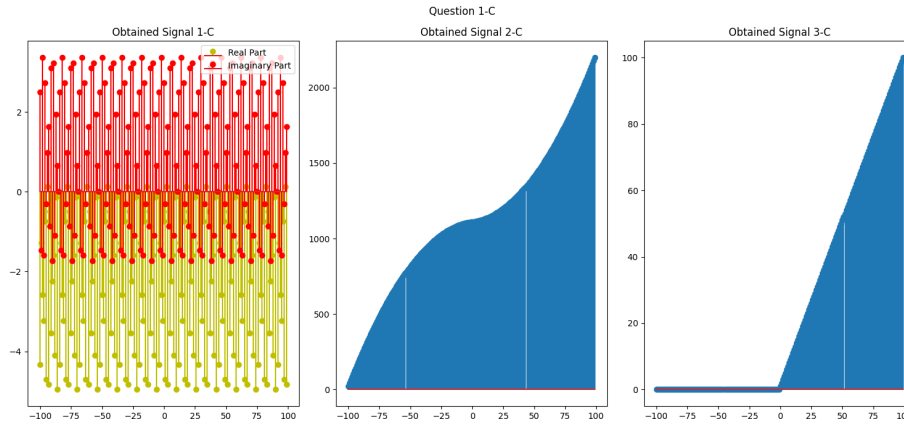 Question 1-C
Obtained Signal 1-C
Real Part
Imaginary Part
2
0
−2
−4
−100 −75 −50 −25 0 25 50 75 100
Obtained Signal 2-C
2000
1500
1000
500
0
−100 −75 −50 −25 0 25 50 75 100
Obtained Signal 3-C
100
80
60
40
20
0
−100 −75 −50 −25 0 25 50 75 100